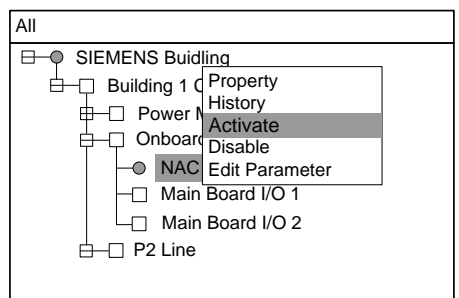 All
SIEMENS Buidling
Building 1
Property
History
Power
Activate
Onboard
Disable
NAC
Edit Parameter
Main Board I/O 1
Main Board I/O 2
P2 Line